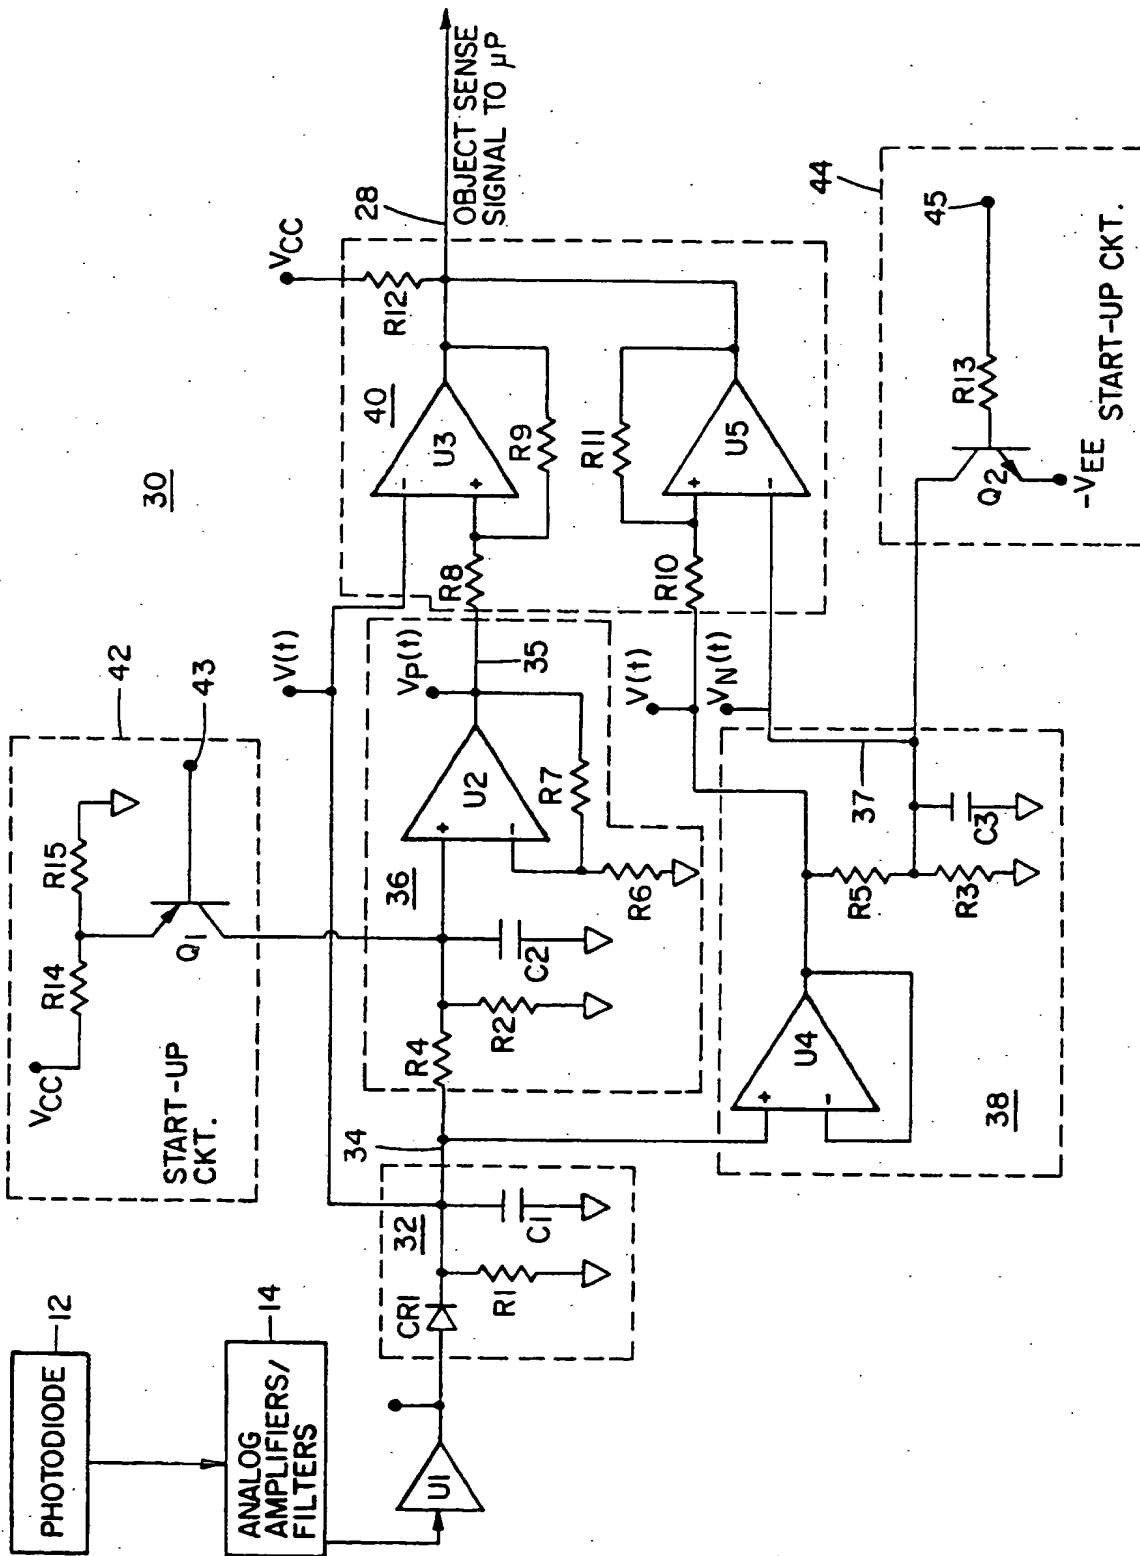 PHOTODIODE
12
ANALOG
AMPLIFIERS/
FILTERS
14
U1
30
START-UP
CKT.
VCC
R14
R15
Q1
42
43
32
CR1
R1
C1
34
V(t)
36
R4
R2
C2
U2
+
-
R6
R7
VP(t)
35
38
U4
+
-
R5
R3
C3
37
V(t)
VN(t)
40
R8
U3
-
+
R9
R10
R11
U5
+
-
R12
VCC
28
OBJECT SENSE
SIGNAL TO µP
44
45
R13
Q2
-VEE
START-UP CKT.